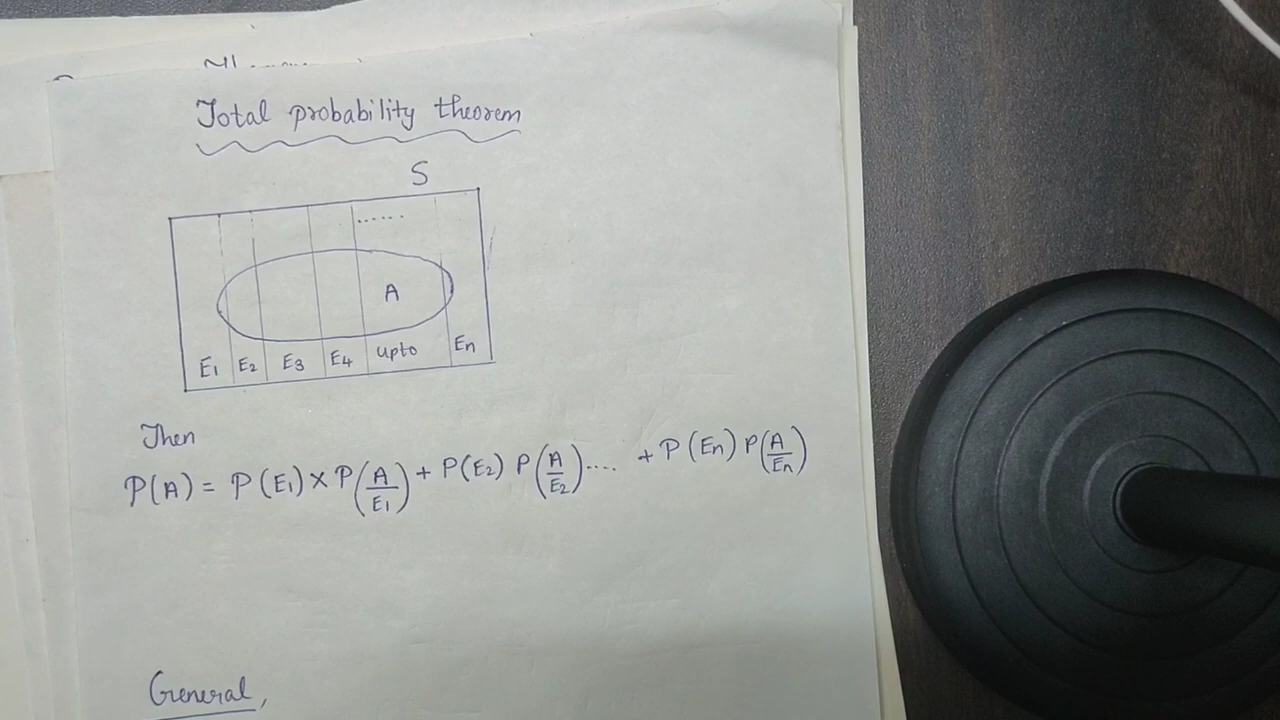 Total probability theorem
S
......
A
E1 E2 E3 E4 upto En
Then
P(A) = P(E1) × P(A/E1) + P(E2) P(A/E2) .... + P(En) P(A/En)
General,